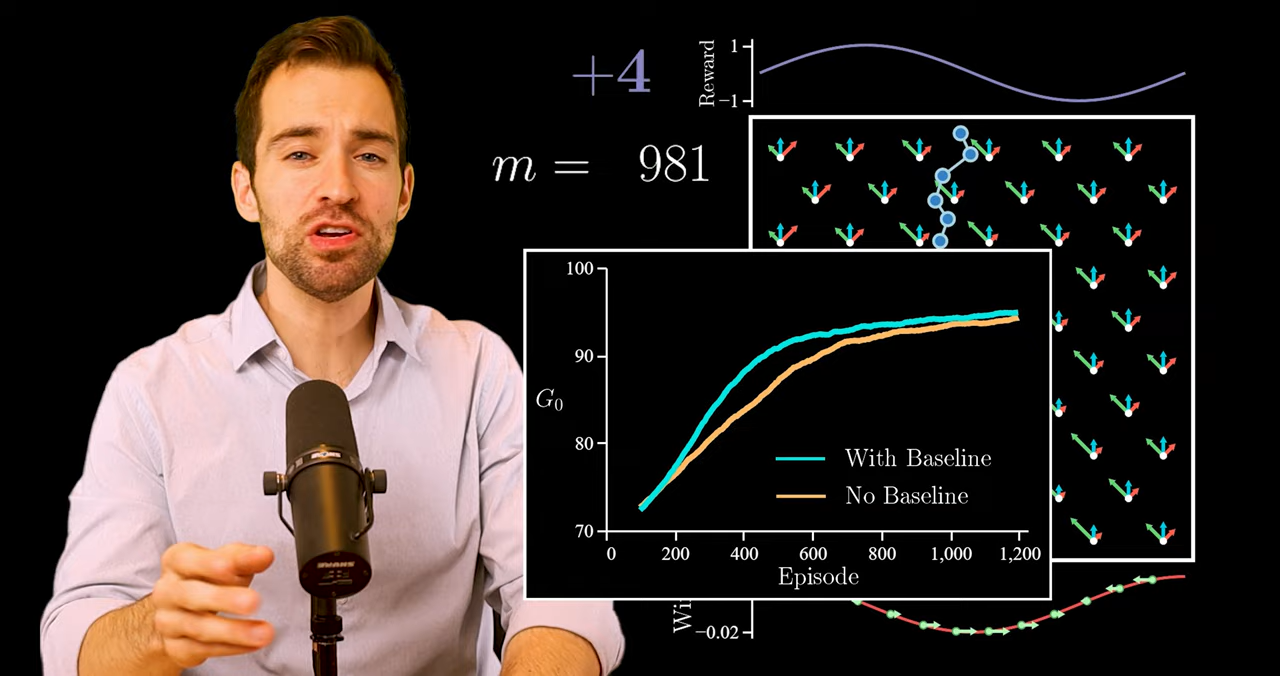 +4
Reward
1
−1
m = 981
100
90
G₀
80
70
With Baseline
No Baseline
0 200 400 600 800 1,000 1,200
Episode
−0.02